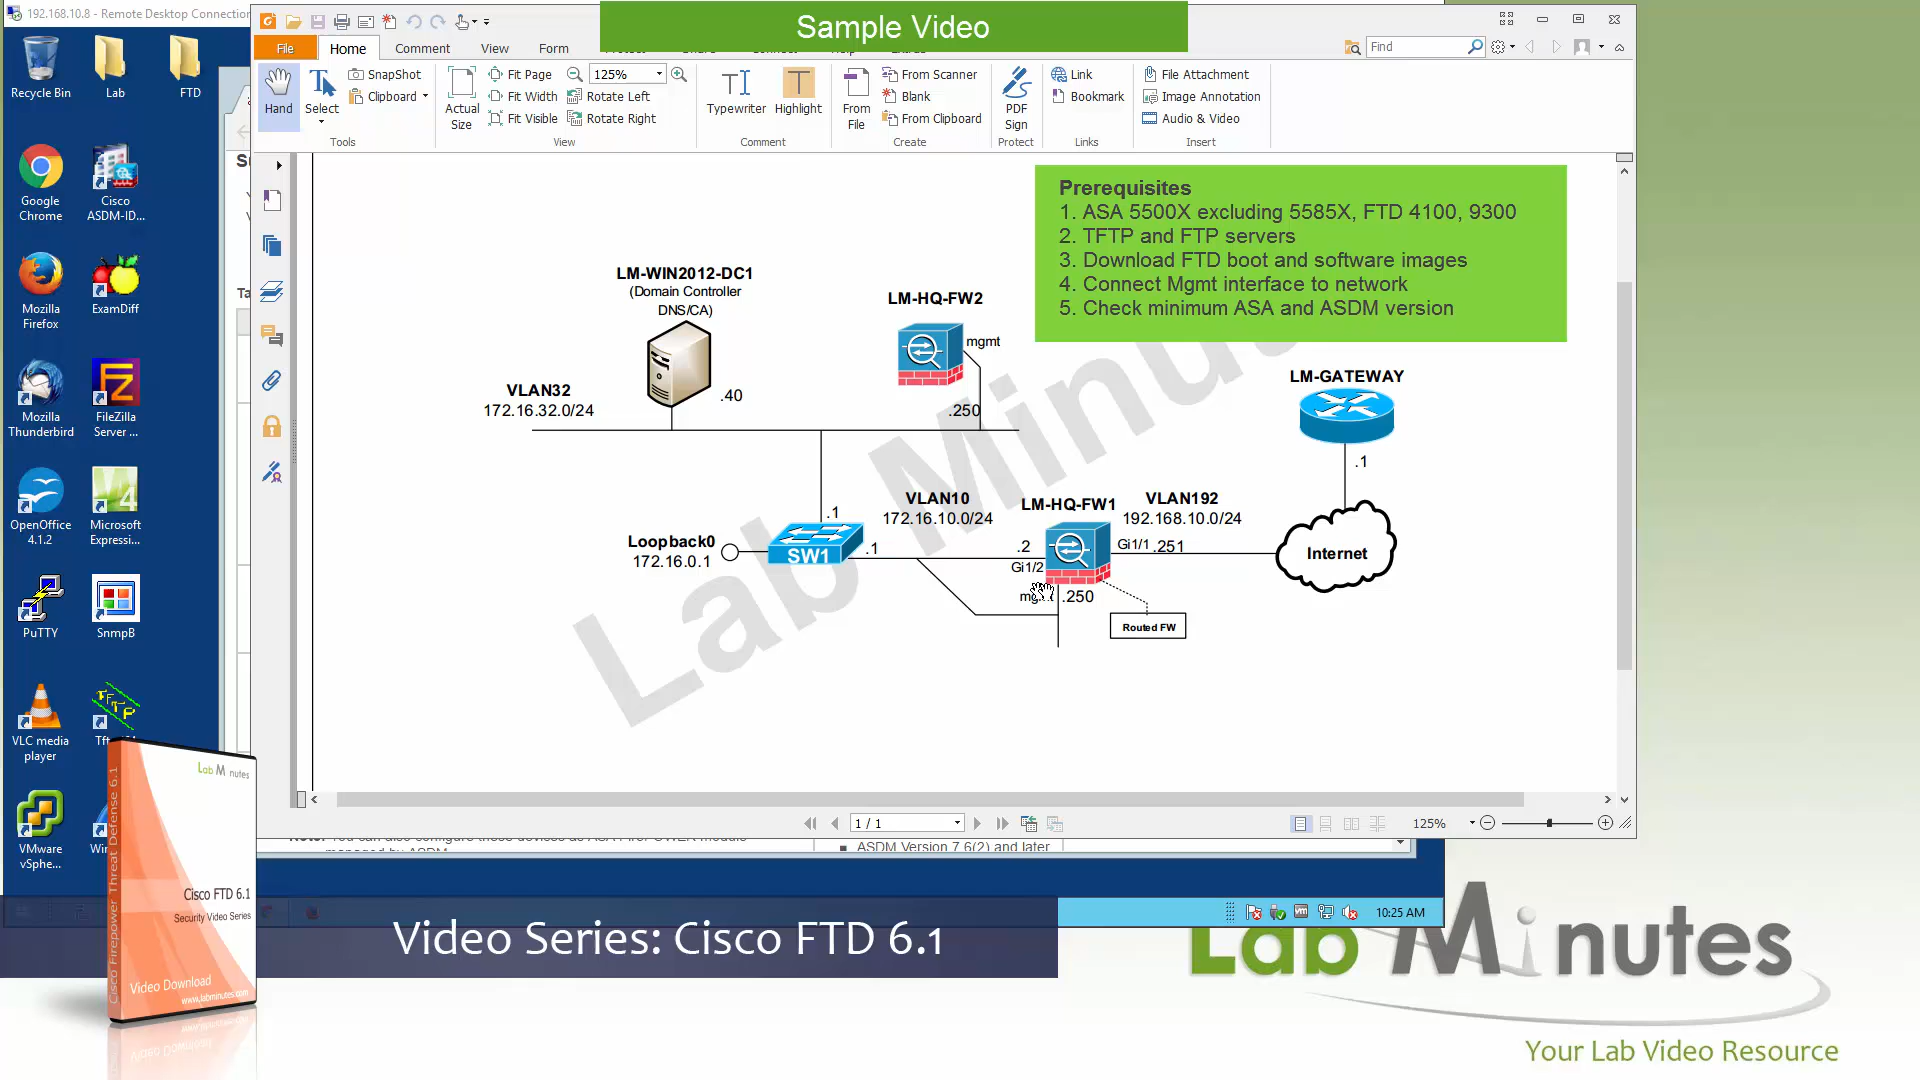 192.168.10.8 - Remote Desktop Connection
Sample Video
File
Home
Comment
View
Form
Find
Hand
Select
SnapShot
Clipboard
Tools
Actual
Size
Fit Page
Fit Width
Fit Visible
125%
Rotate Left
Rotate Right
View
Typewriter
Highlight
Comment
From
File
From Scanner
Blank
From Clipboard
Create
PDF
Sign
Protect
Link
Bookmark
Links
File Attachment
Image Annotation
Audio & Video
Insert
Recycle Bin
Lab
FTD
Google
Chrome
Cisco
ASDM-ID...
Mozilla
Firefox
ExamDiff
Mozilla
Thunderbird
FileZilla
Server ...
OpenOffice
4.1.2
Microsoft
Expressi...
PuTTY
SnmpB
VLC media
player
VMware
vSphe...
Prerequisites
1. ASA 5500X excluding 5585X, FTD 4100, 9300
2. TFTP and FTP servers
3. Download FTD boot and software images
4. Connect Mgmt interface to network
5. Check minimum ASA and ASDM version
LM-WIN2012-DC1
(Domain Controller
DNS/CA)
.40
LM-HQ-FW2
mgmt
.250
VLAN32
172.16.32.0/24
LM-GATEWAY
.1
Loopback0
172.16.0.1
SW1
.1
.1
VLAN10
172.16.10.0/24
.2
Gi1/2
LM-HQ-FW1
.250
VLAN192
192.168.10.0/24
Gi1/1 .251
Internet
Routed FW
Lab Minu
1 / 1
125%
ASDM Version 7.6(2) and later
10:25 AM
Lab Minutes
Cisco Firepower Threat Defense 6.1
Cisco FTD 6.1
Security Video Series
Video Download
www.labminutes.com
Video Series: Cisco FTD 6.1
Lab Minutes
Your Lab Video Resource